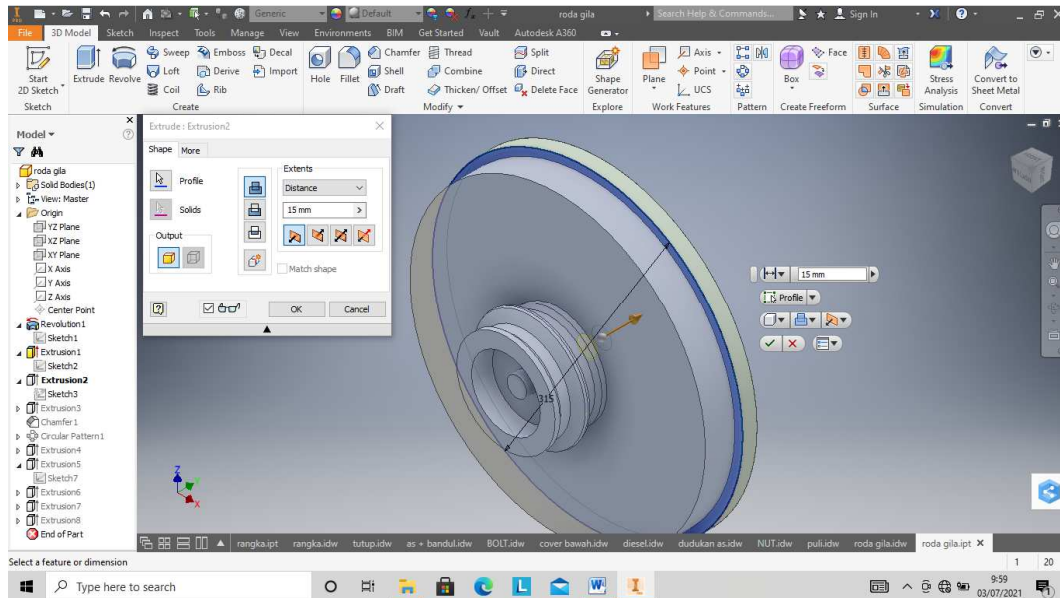 I PRO Generic Default fx roda gila Search Help & Commands... Sign In
File 3D Model Sketch Inspect Tools Manage View Environments BIM Get Started Vault Autodesk A360
Start 2D Sketch
Extrude Revolve
Sweep Emboss Decal
Loft Derive Import
Coil Rib
Hole Fillet
Chamfer Thread Split
Shell Combine Direct
Draft Thicken/ Offset Delete Face
Shape Generator
Plane
Axis
Point
UCS
Box Face
Stress Analysis
Convert to Sheet Metal
Sketch Create Modify Explore Work Features Pattern Create Freeform Surface Simulation Convert
Model
roda gila
Solid Bodies(1)
View: Master
Origin
YZ Plane
XZ Plane
XY Plane
X Axis
Y Axis
Z Axis
Center Point
Revolution1
Sketch1
Extrusion1
Sketch2
Extrusion2
Sketch3
Extrusion3
Chamfer1
Circular Pattern1
Extrusion4
Extrusion5
Sketch7
Extrusion6
Extrusion7
Extrusion8
End of Part
Extrude : Extrusion2
Shape More
Profile
Solids
Output
Extents
Distance
15 mm
Match shape
OK Cancel
315
15 mm
Profile
Z
Y
X
rangka.ipt rangka.idw tutup.idw as + bandul.idw BOLT.idw cover bawah.idw diesel.idw dudukan as.idw NUT.idw puli.idw roda gila.idw roda gila.ipt
Select a feature or dimension 1 20
Type here to search
9:59
03/07/2021